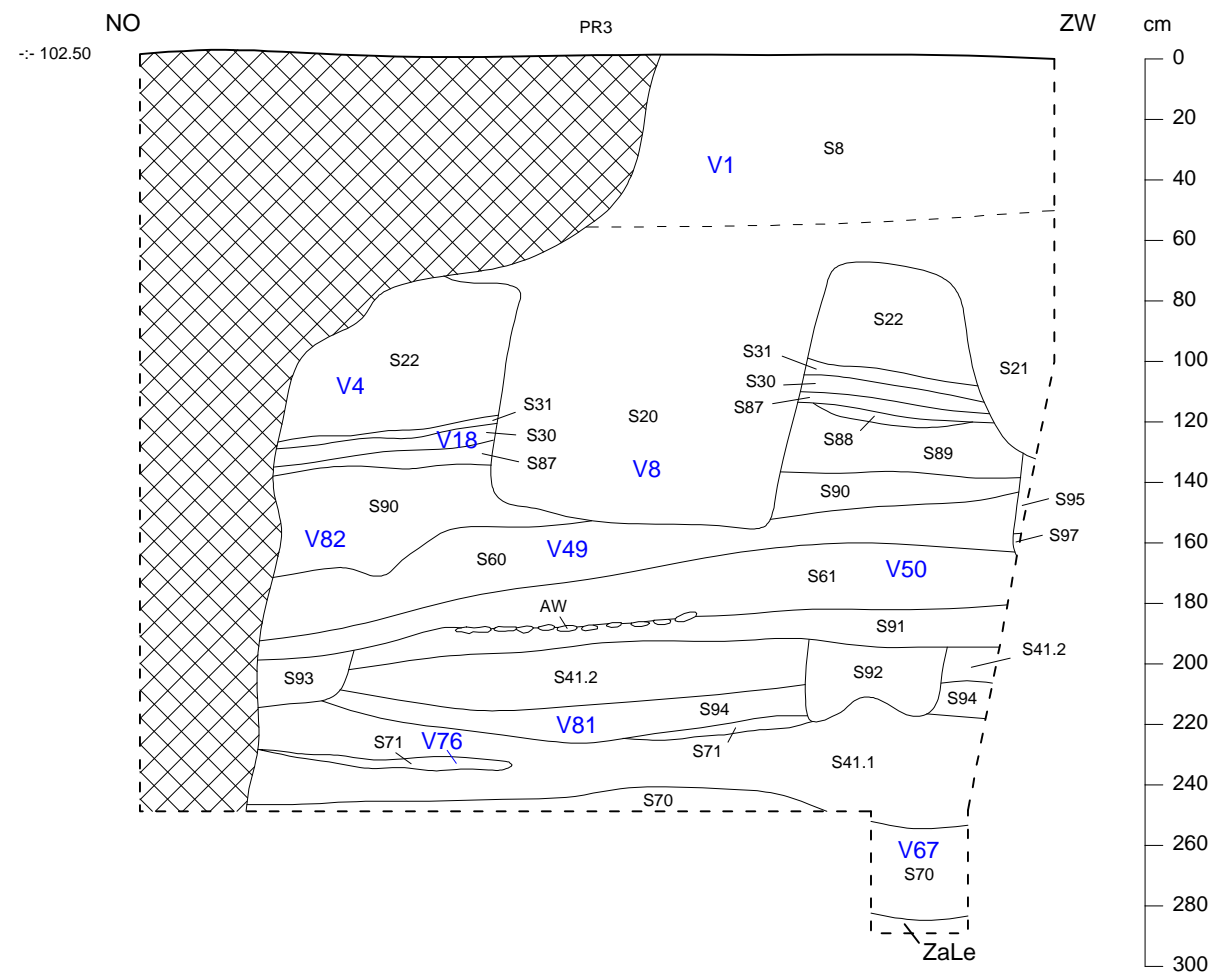 NO PR3 ZW cm
-:- 102.50
0
20
S8
V1
40
60
80
S22
S31
100
S22 S21
S30
V4
S31 S87
S20
120
V18 S30 S88
S89
S87 V8
140
S90
S90 S95
V82 S97
V49 160
S60 V50
S61
AW 180
S91
S41.2
200
S93 S41.2 S92
S94
S94
V81 220
S71 V76 S71
S41.1
240
S70
V67 260
S70
280
ZaLe
300